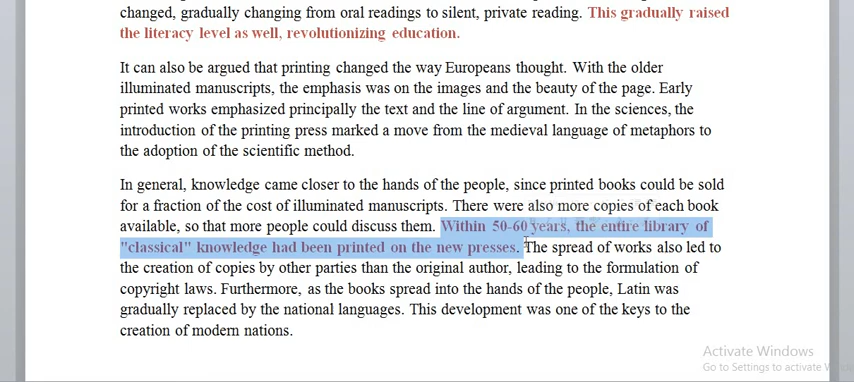 changed, gradually changing from oral readings to silent, private reading. This gradually raised
the literacy level as well, revolutionizing education.
It can also be argued that printing changed the way Europeans thought. With the older
illuminated manuscripts, the emphasis was on the images and the beauty of the page. Early
printed works emphasized principally the text and the line of argument. In the sciences, the
introduction of the printing press marked a move from the medieval language of metaphors to
the adoption of the scientific method.
In general, knowledge came closer to the hands of the people, since printed books could be sold
for a fraction of the cost of illuminated manuscripts. There were also more copies of each book
available, so that more people could discuss them. Within 50-60 years, the entire library of
"classical" knowledge had been printed on the new presses. The spread of works also led to
the creation of copies by other parties than the original author, leading to the formulation of
copyright laws. Furthermore, as the books spread into the hands of the people, Latin was
gradually replaced by the national languages. This development was one of the keys to the
creation of modern nations.
Activate Windows
Go to Settings to activate